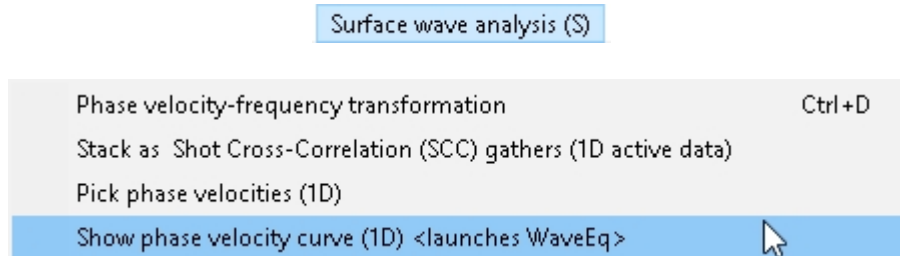 Surface wave analysis (S)
Phase velocity-frequency transformation Ctrl+D
Stack as Shot Cross-Correlation (SCC) gathers (1D active data)
Pick phase velocities (1D)
Show phase velocity curve (1D) <launches WaveEq>